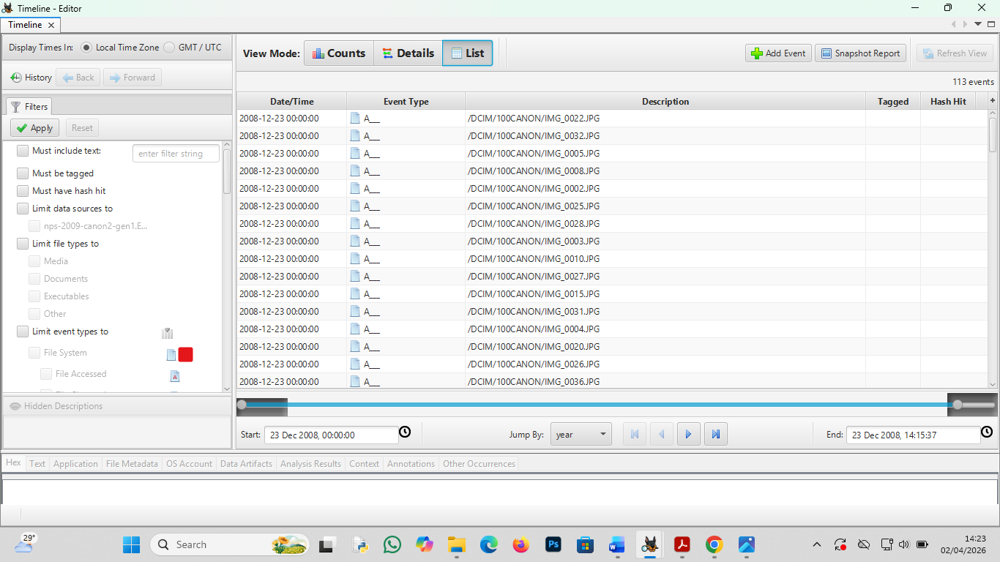 Timeline - Editor
Timeline
Display Times In: Local Time Zone GMT / UTC
History Back Forward
Filters
Apply Reset
Must include text: enter filter string
Must be tagged
Must have hash hit
Limit data sources to
nps-2009-canon2-gen1.E...
Limit file types to
Media
Documents
Executables
Other
Limit event types to
File System
File Accessed
Hidden Descriptions
View Mode: Counts Details List
Add Event Snapshot Report Refresh View
113 events
Date/Time Event Type Description Tagged Hash Hit
2008-12-23 00:00:00 A___ /DCIM/100CANON/IMG_0022.JPG
2008-12-23 00:00:00 A___ /DCIM/100CANON/IMG_0032.JPG
2008-12-23 00:00:00 A___ /DCIM/100CANON/IMG_0005.JPG
2008-12-23 00:00:00 A___ /DCIM/100CANON/IMG_0008.JPG
2008-12-23 00:00:00 A___ /DCIM/100CANON/IMG_0002.JPG
2008-12-23 00:00:00 A___ /DCIM/100CANON/IMG_0025.JPG
2008-12-23 00:00:00 A___ /DCIM/100CANON/IMG_0028.JPG
2008-12-23 00:00:00 A___ /DCIM/100CANON/IMG_0003.JPG
2008-12-23 00:00:00 A___ /DCIM/100CANON/IMG_0010.JPG
2008-12-23 00:00:00 A___ /DCIM/100CANON/IMG_0027.JPG
2008-12-23 00:00:00 A___ /DCIM/100CANON/IMG_0015.JPG
2008-12-23 00:00:00 A___ /DCIM/100CANON/IMG_0031.JPG
2008-12-23 00:00:00 A___ /DCIM/100CANON/IMG_0004.JPG
2008-12-23 00:00:00 A___ /DCIM/100CANON/IMG_0020.JPG
2008-12-23 00:00:00 A___ /DCIM/100CANON/IMG_0026.JPG
2008-12-23 00:00:00 A___ /DCIM/100CANON/IMG_0036.JPG
Start: 23 Dec 2008, 00:00:00 Jump By: year End: 23 Dec 2008, 14:15:37
Hex Text Application File Metadata OS Account Data Artifacts Analysis Results Context Annotations Other Occurrences
29°
Search
14:23
02/04/2026